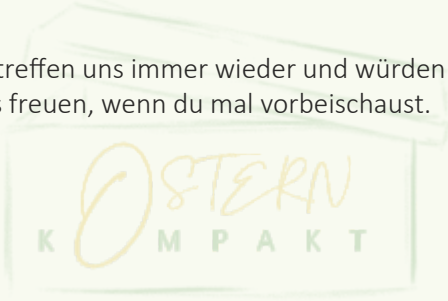 treffen uns immer wieder und würden
freuen, wenn du mal vorbeischaust.
OSTERN
KOMPAKT